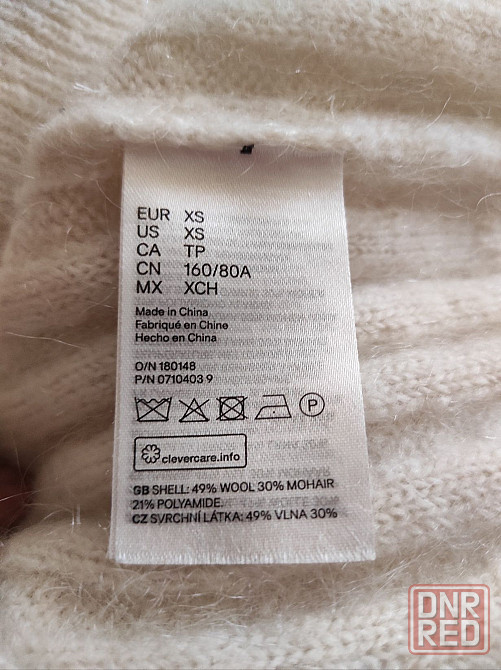 EUR XS
US XS
CA TP
CN 160/80A
MX XCH
Made in China
Fabriqué en Chine
Hecho en China
O/N 180148
P/N 0710403 9
P
clevercare.info
GB SHELL: 49% WOOL 30% MOHAIR
21% POLYAMIDE.
CZ SVRCHNÍ LÁTKA: 49% VLNA 30%
DNR
RED